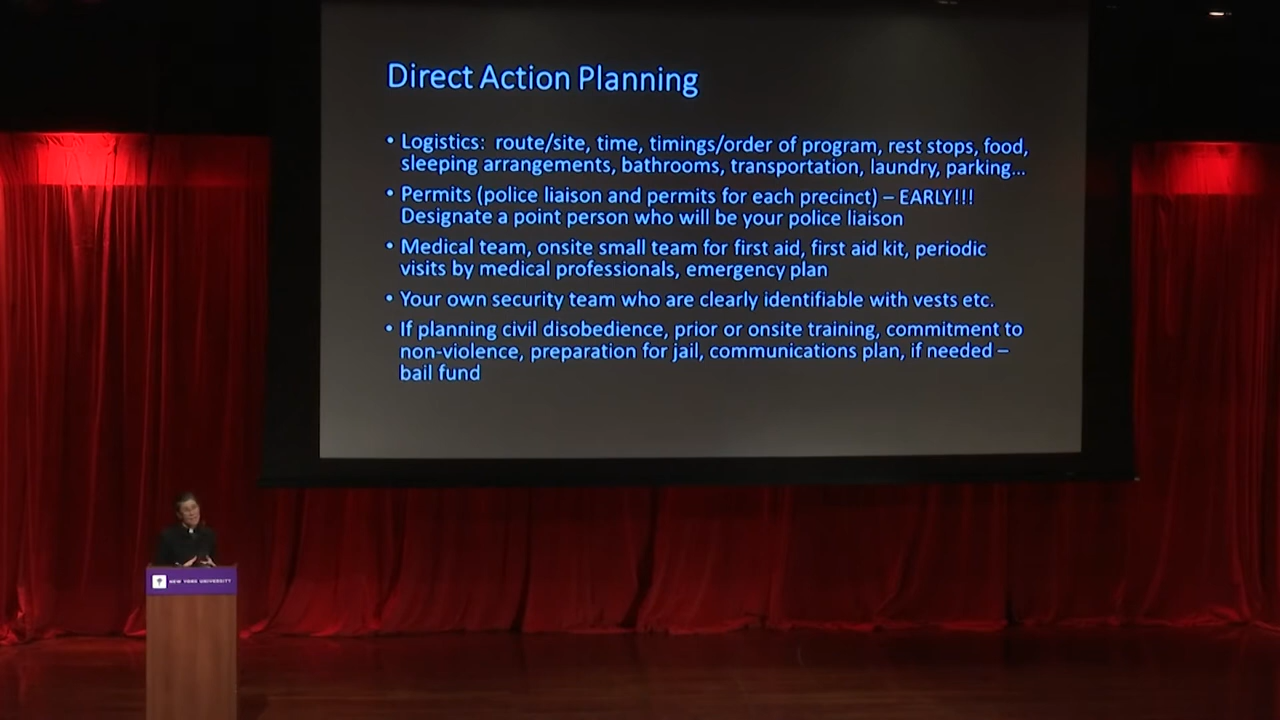 Direct Action Planning
• Logistics: route/site, time, timings/order of program, rest stops, food,
sleeping arrangements, bathrooms, transportation, laundry, parking...
• Permits (police liaison and permits for each precinct) – EARLY!!!
Designate a point person who will be your police liaison
• Medical team, onsite small team for first aid, first aid kit, periodic
visits by medical professionals, emergency plan
• Your own security team who are clearly identifiable with vests etc.
• If planning civil disobedience, prior or onsite training, commitment to
non-violence, preparation for jail, communications plan, if needed –
bail fund
NEW YORK UNIVERSITY